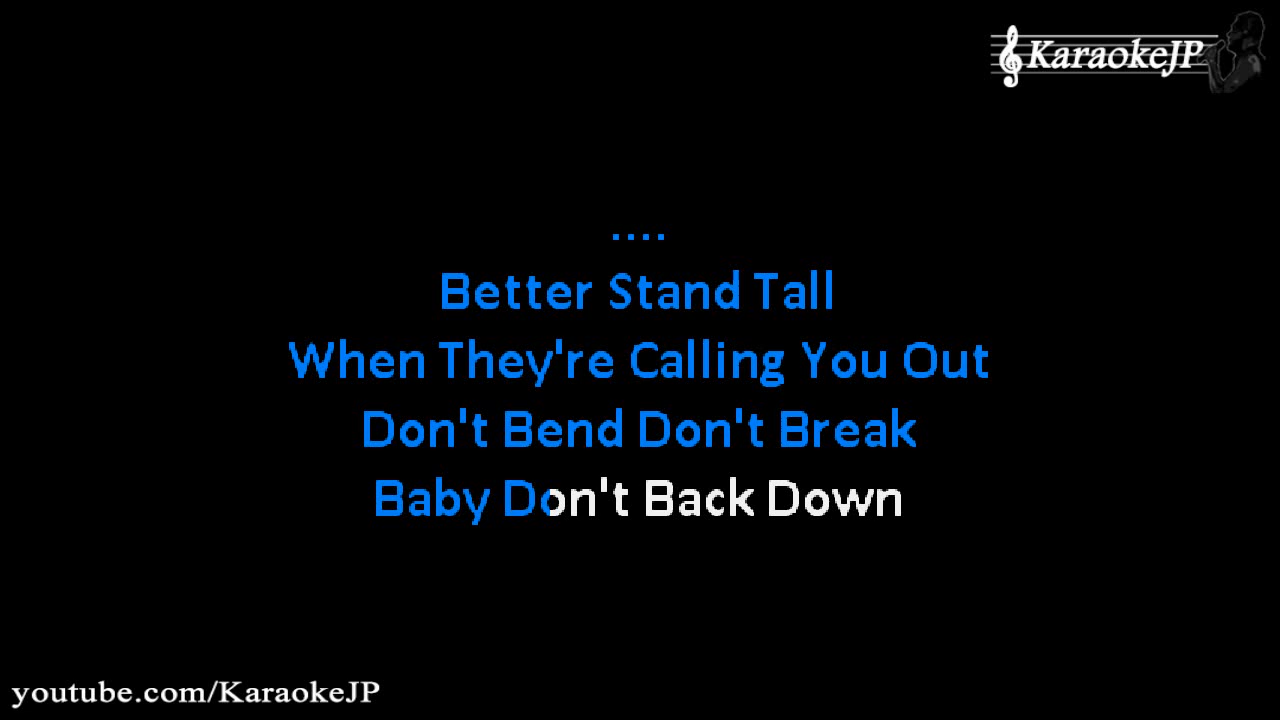 KaraokeJP
....
Better Stand Tall
When They're Calling You Out
Don't Bend Don't Break
Baby Don't Back Down
youtube.com/KaraokeJP